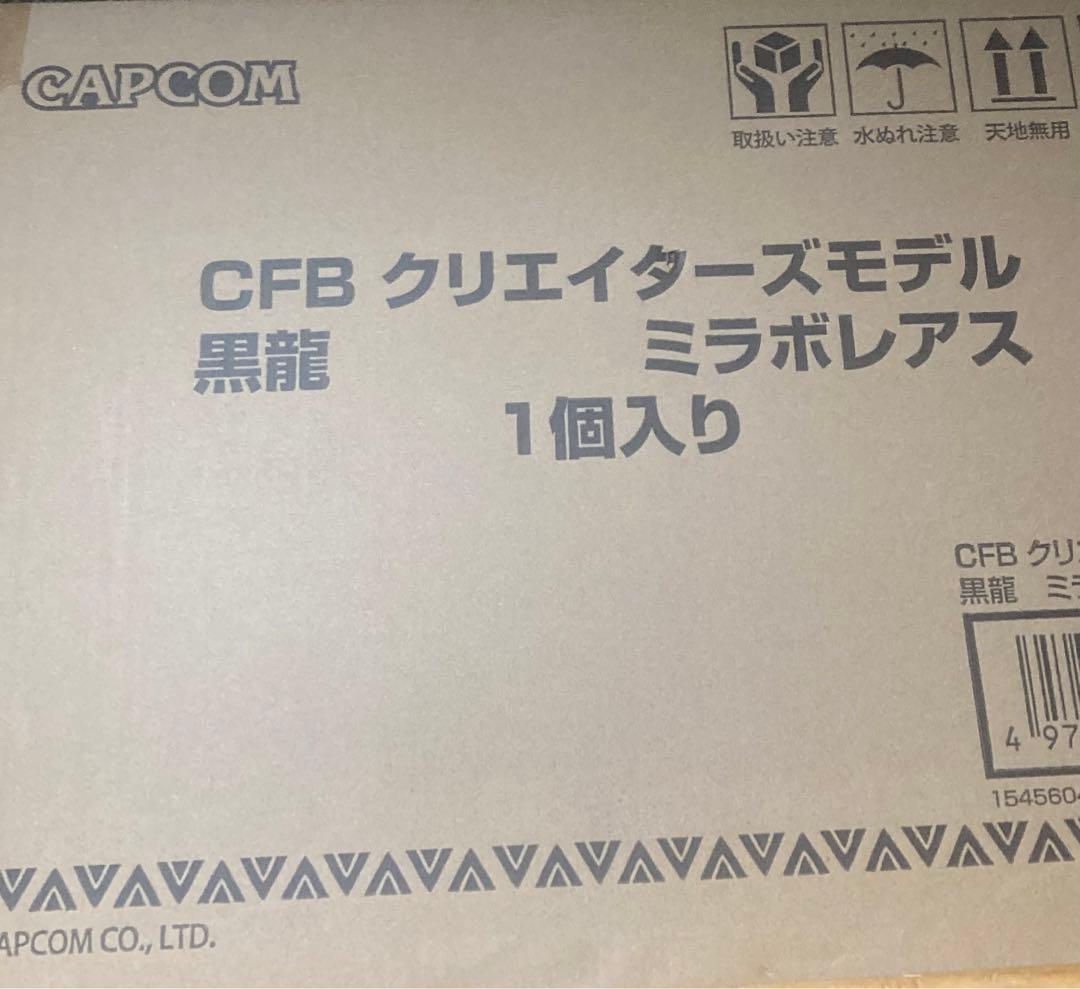 CAPCOM
取扱い注意 水ぬれ注意 天地無用
CFB クリエイターズモデル
黒龍 ミラボレアス
1個入り
CFB クリ
黒龍 ミラ
4 97
154560
APCOM CO., LTD.